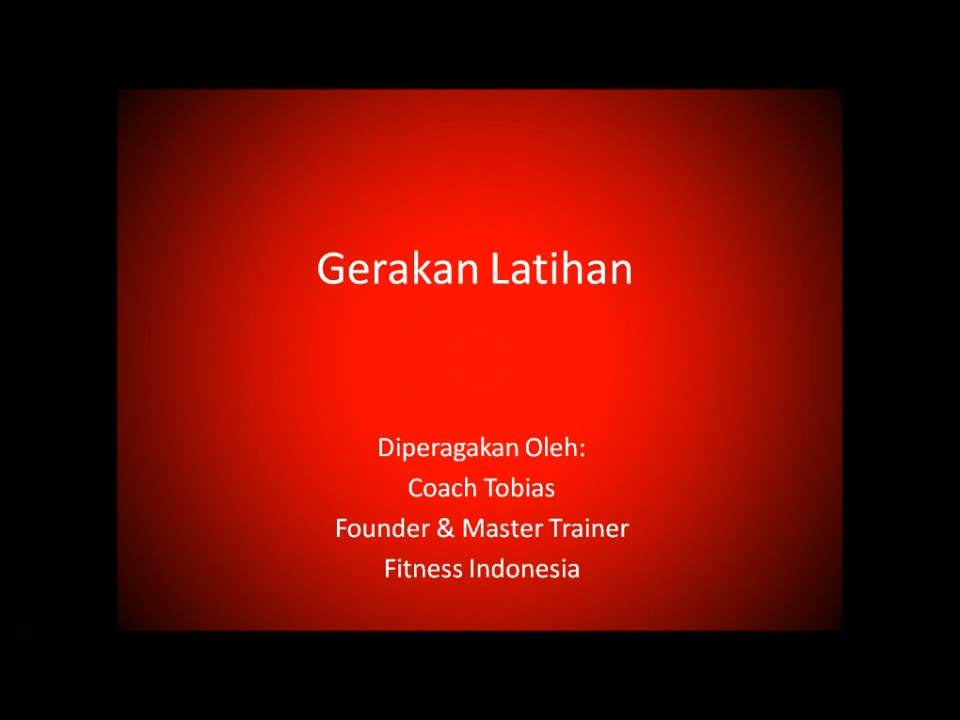 Gerakan Latihan
Diperagakan Oleh:
Coach Tobias
Founder & Master Trainer
Fitness Indonesia